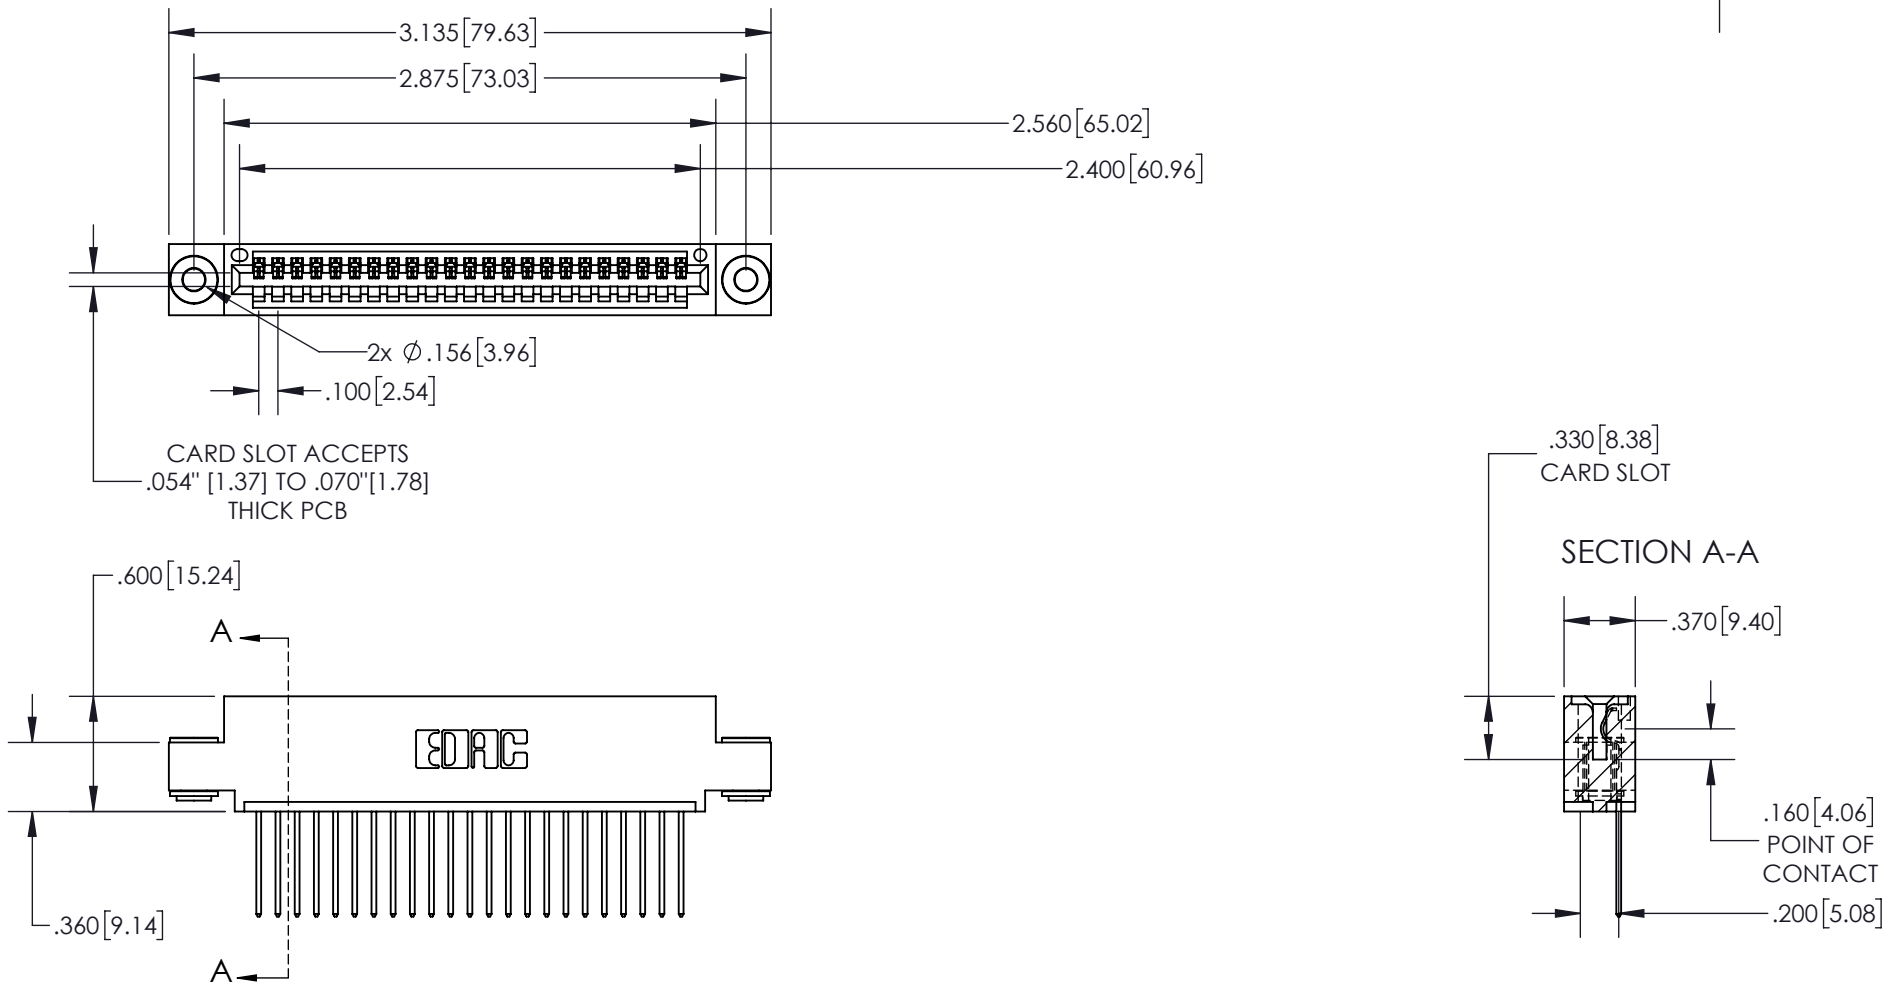 3.135[79.63]
2.875[73.03]
2.560[65.02]
2.400[60.96]
2x Ø.156[3.96]
.100[2.54]
CARD SLOT ACCEPTS
.054" [1.37] TO .070"[1.78]
THICK PCB
.330[8.38]
CARD SLOT
SECTION A-A
.600[15.24]
A
.370[9.40]
EDAC
.160[4.06]
POINT OF
CONTACT
.360[9.14]
.200[5.08]
A